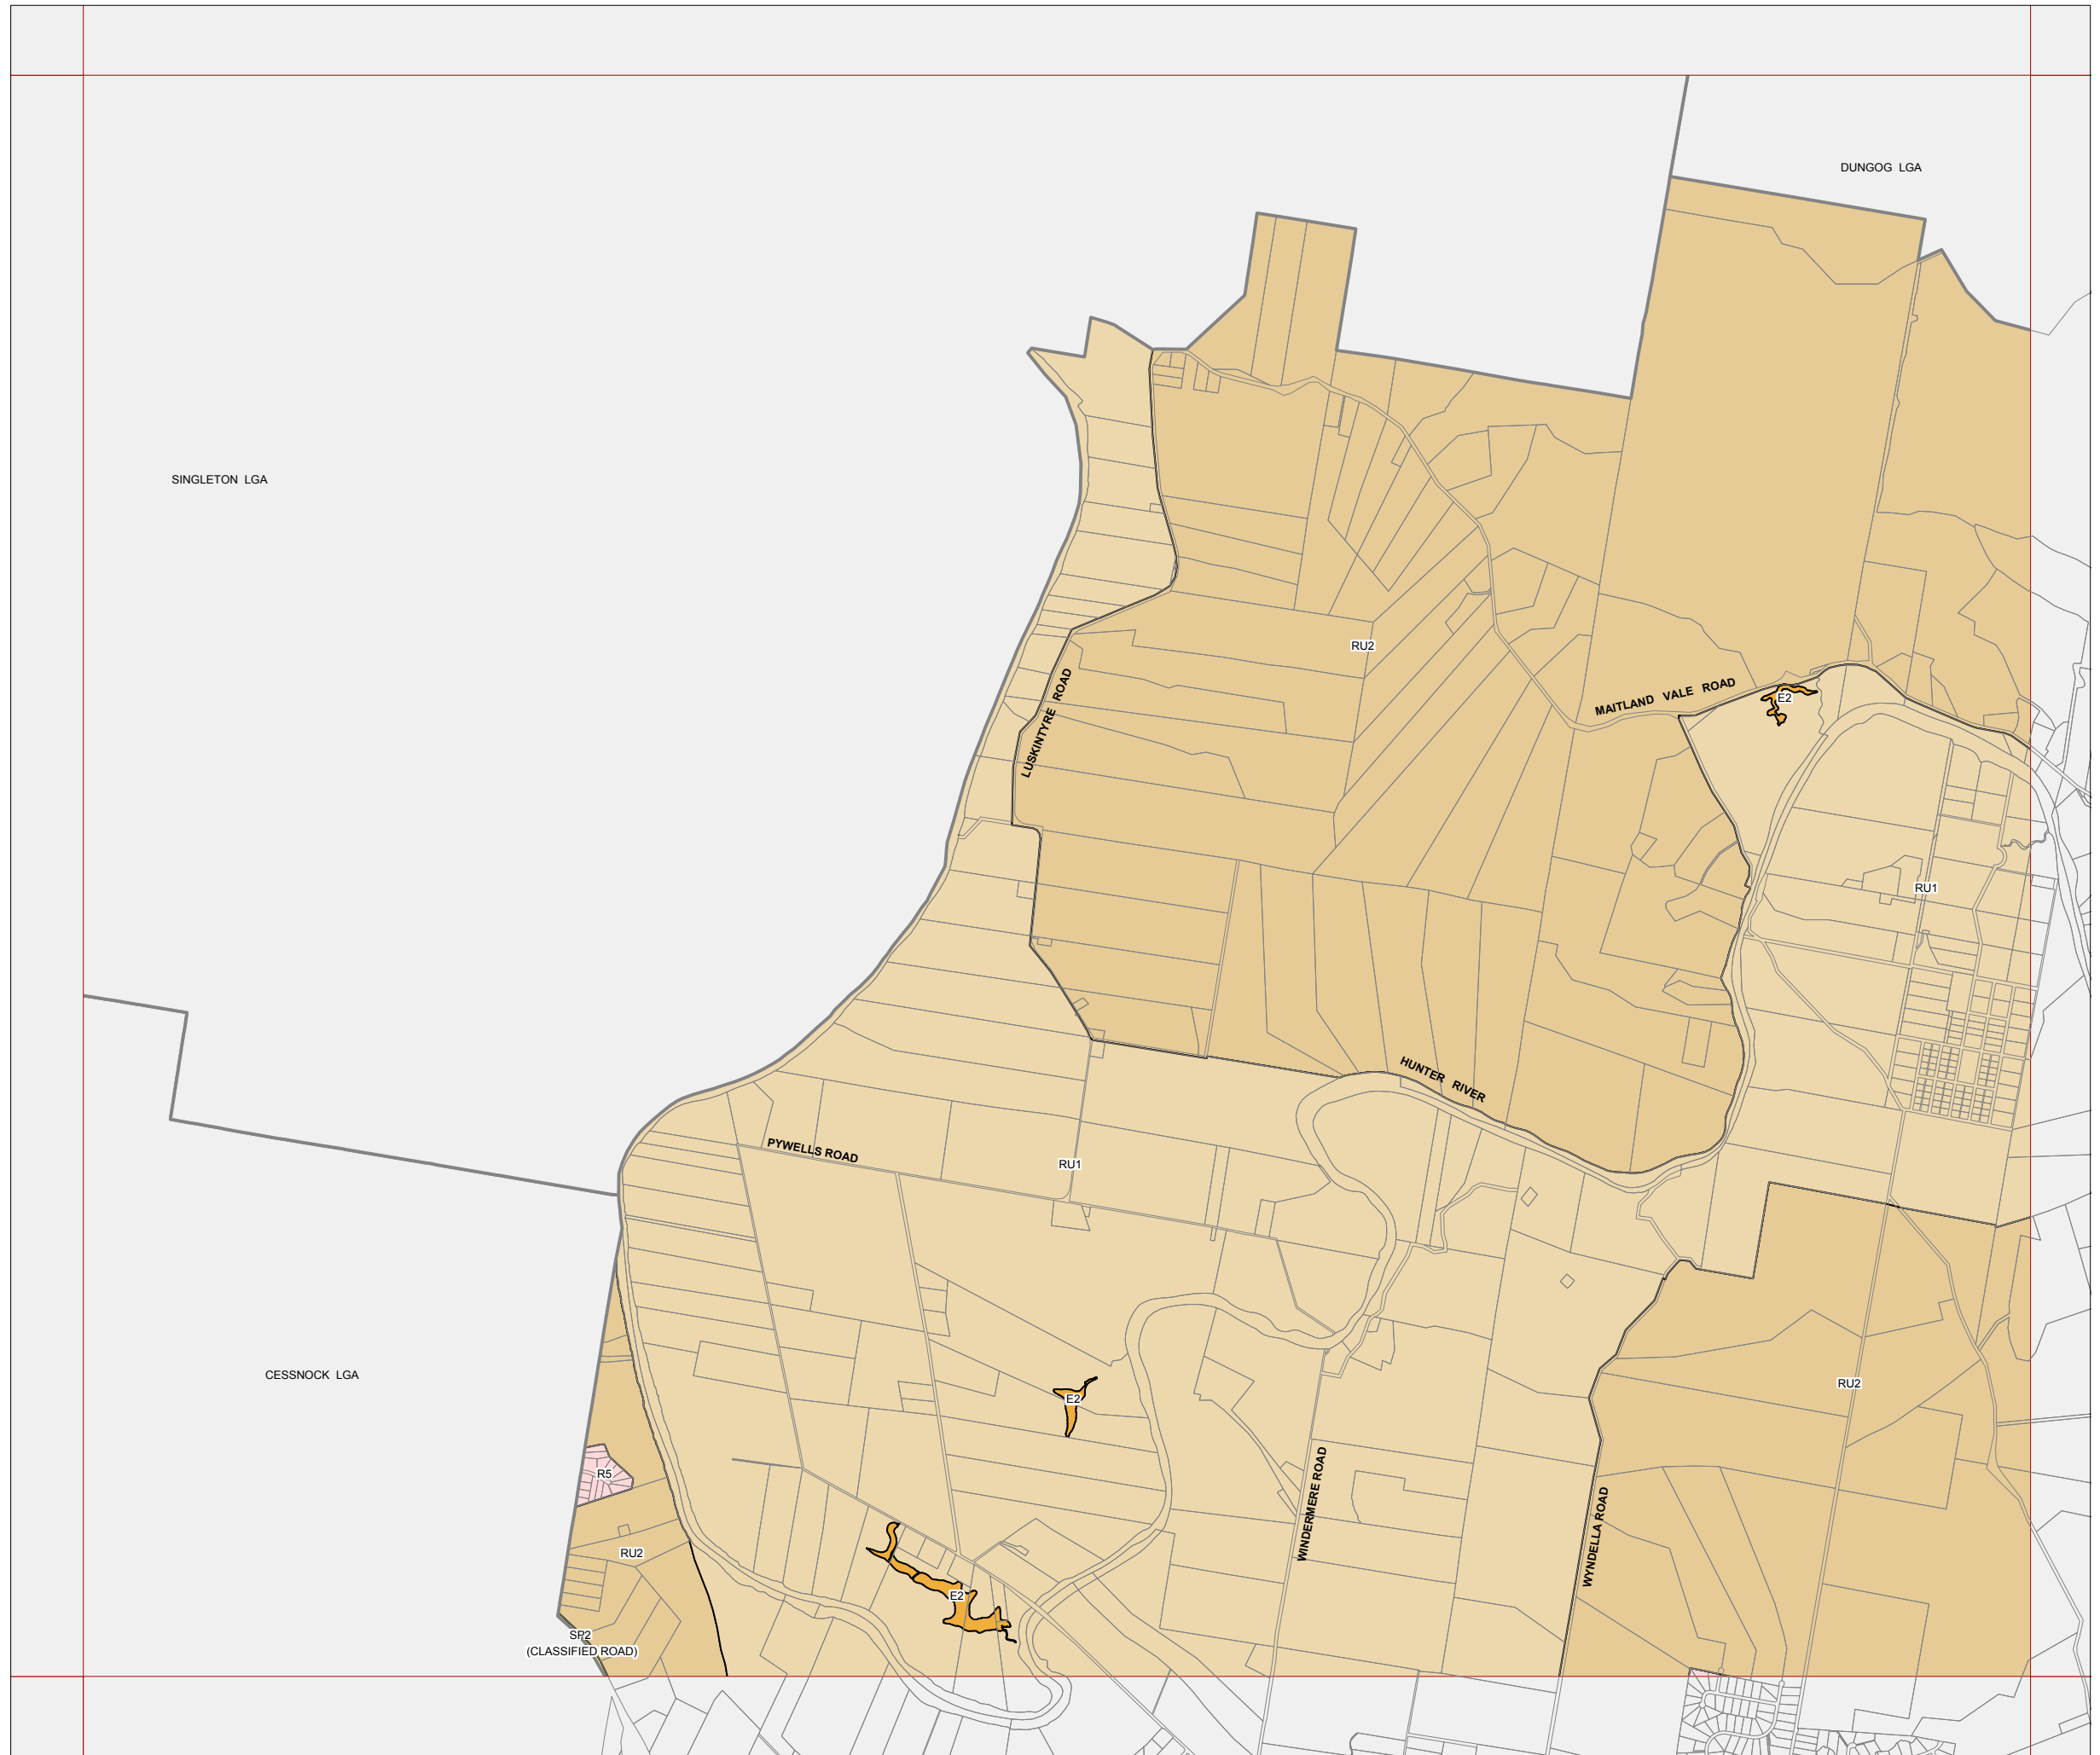 DUNGOG LGA
SINGLETON LGA
RU2
LUSKINTYRE ROAD
MAITLAND VALE ROAD
E2
RU1
HUNTER RIVER
PYWELLS ROAD
RU1
CESSNOCK LGA
E2
RU2
R5
WINDERMERE ROAD
WYNDELLA ROAD
RU2
E2
SP2
(CLASSIFIED ROAD)